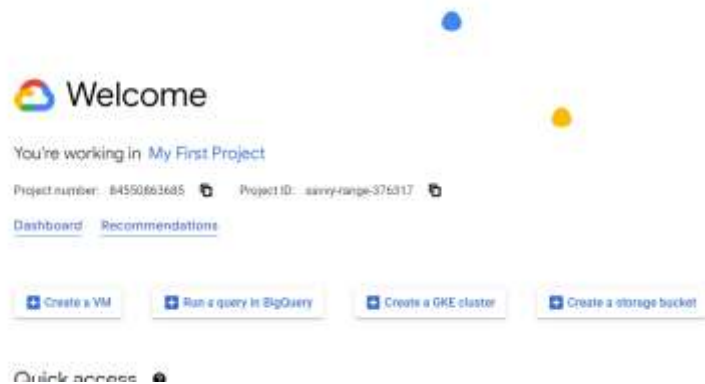 Welcome
You're working in My First Project
Project number: 84550863685 Project ID: savvy-range-376317
Dashboard Recommendations
Create a VM Run a query in BigQuery Create a GKE cluster Create a storage bucket
Quick access